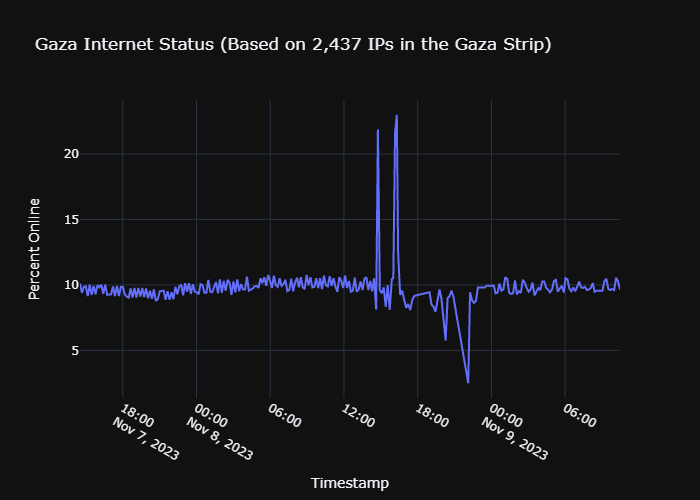 Gaza Internet Status (Based on 2,437 IPs in the Gaza Strip)
Percent Online
20
15
10
5
18:00
Nov 7, 2023
00:00
Nov 8, 2023
06:00
12:00
18:00
00:00
Nov 9, 2023
06:00
Timestamp